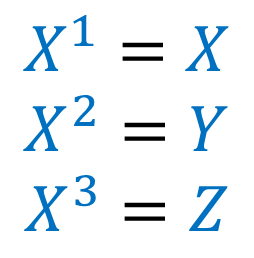 X¹ = X
X² = Y
X³ = Z